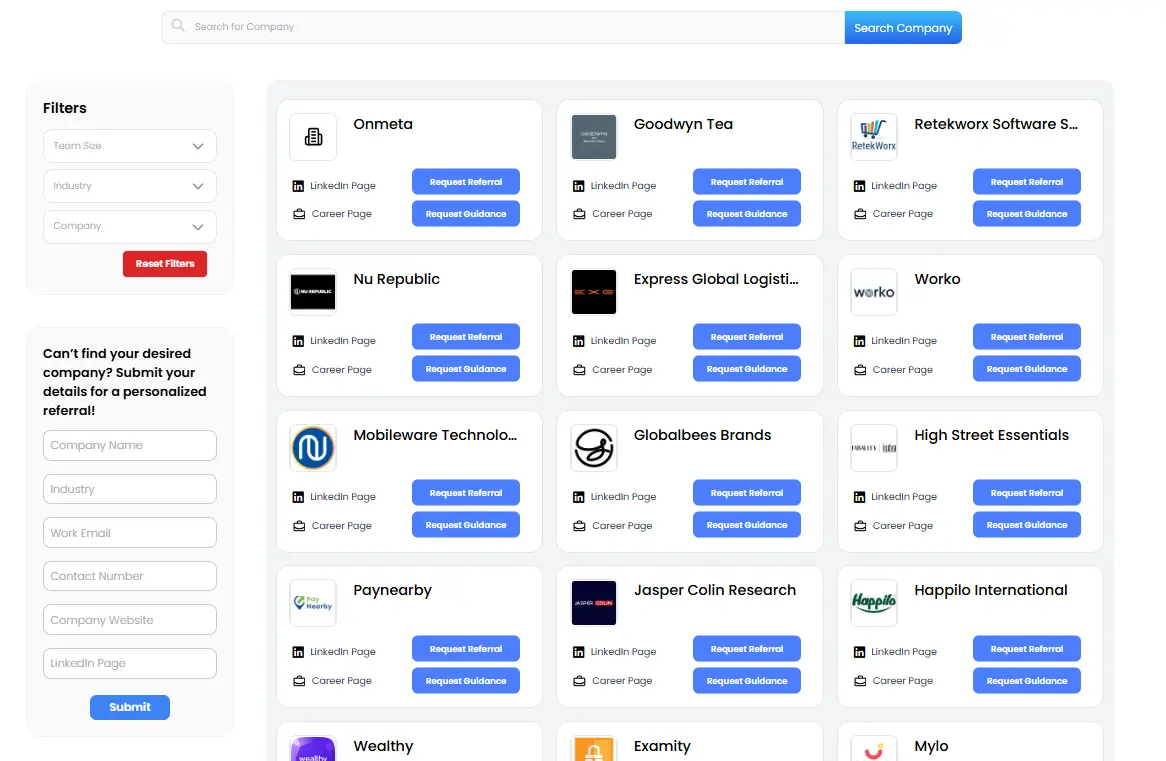 Search for Company
Search Company
Filters
Team Size
Industry
Company
Reset Filters
Can't find your desired
company? Submit your
details for a personalized
referral!
Company Name
Industry
Work Email
Contact Number
Company Website
LinkedIn Page
Submit
Onmeta
LinkedIn Page
Request Referral
Career Page
Request Guidance
Goodwyn Tea
GOODWYN
LinkedIn Page
Request Referral
Career Page
Request Guidance
Retekworx Software S...
RetekWorx
LinkedIn Page
Request Referral
Career Page
Request Guidance
Nu Republic
NU REPUBLIC
LinkedIn Page
Request Referral
Career Page
Request Guidance
Express Global Logisti...
EXG
LinkedIn Page
Request Referral
Career Page
Request Guidance
Worko
worko
LinkedIn Page
Request Referral
Career Page
Request Guidance
Mobileware Technolo...
LinkedIn Page
Request Referral
Career Page
Request Guidance
Globalbees Brands
LinkedIn Page
Request Referral
Career Page
Request Guidance
High Street Essentials
FABALLEY | indya
LinkedIn Page
Request Referral
Career Page
Request Guidance
Paynearby
Pay
Nearby
LinkedIn Page
Request Referral
Career Page
Request Guidance
Jasper Colin Research
JASPER COLIN
LinkedIn Page
Request Referral
Career Page
Request Guidance
Happilo International
Happilo
LinkedIn Page
Request Referral
Career Page
Request Guidance
Wealthy
wealthy
Examity
Mylo